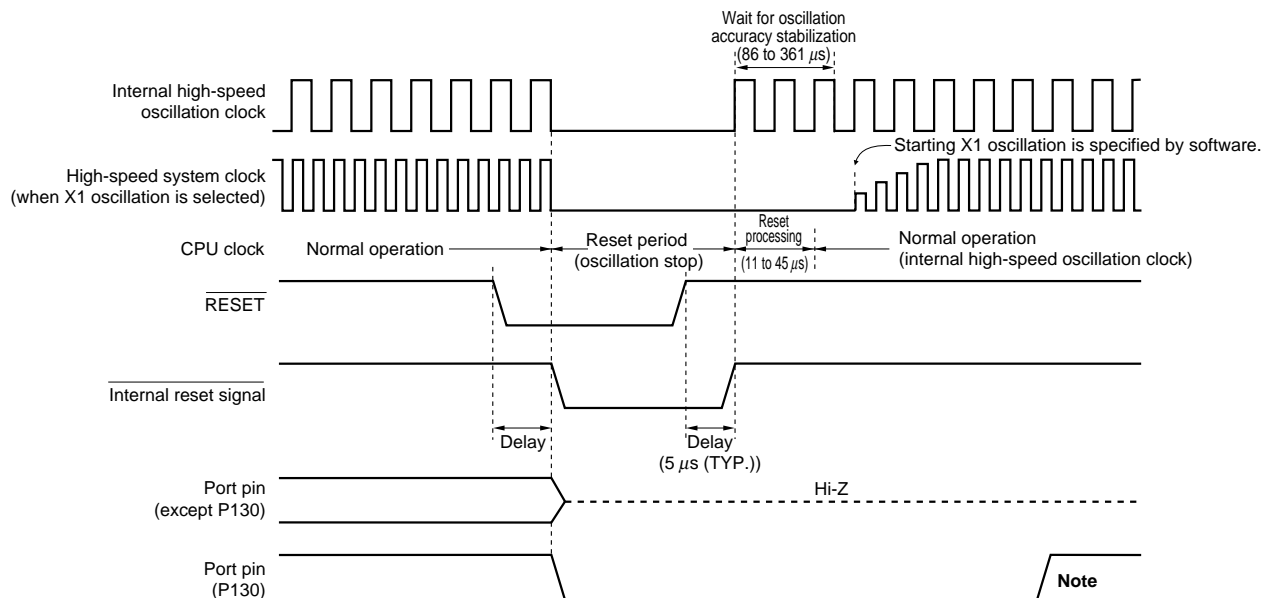 Wait for oscillation
accuracy stabilization
(86 to 361 μs)
Internal high-speed
oscillation clock
Starting X1 oscillation is specified by software.
High-speed system clock
(when X1 oscillation is selected)
CPU clock
Normal operation
Reset period
(oscillation stop)
Reset
processing
(11 to 45 μs)
Normal operation
(internal high-speed oscillation clock)
RESET
Internal reset signal
Delay
Delay
(5 μs (TYP.))
Port pin
(except P130)
Hi-Z
Port pin
(P130)
Note